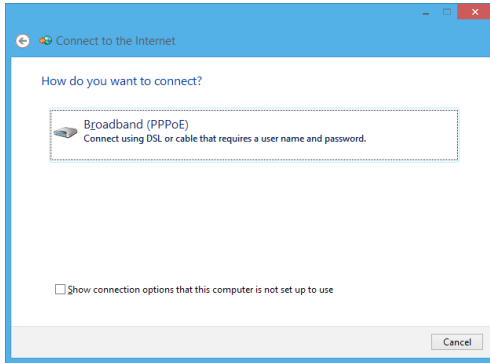 Connect to the Internet
How do you want to connect?
Broadband (PPPoE)
Connect using DSL or cable that requires a user name and password.
Show connection options that this computer is not set up to use
Cancel